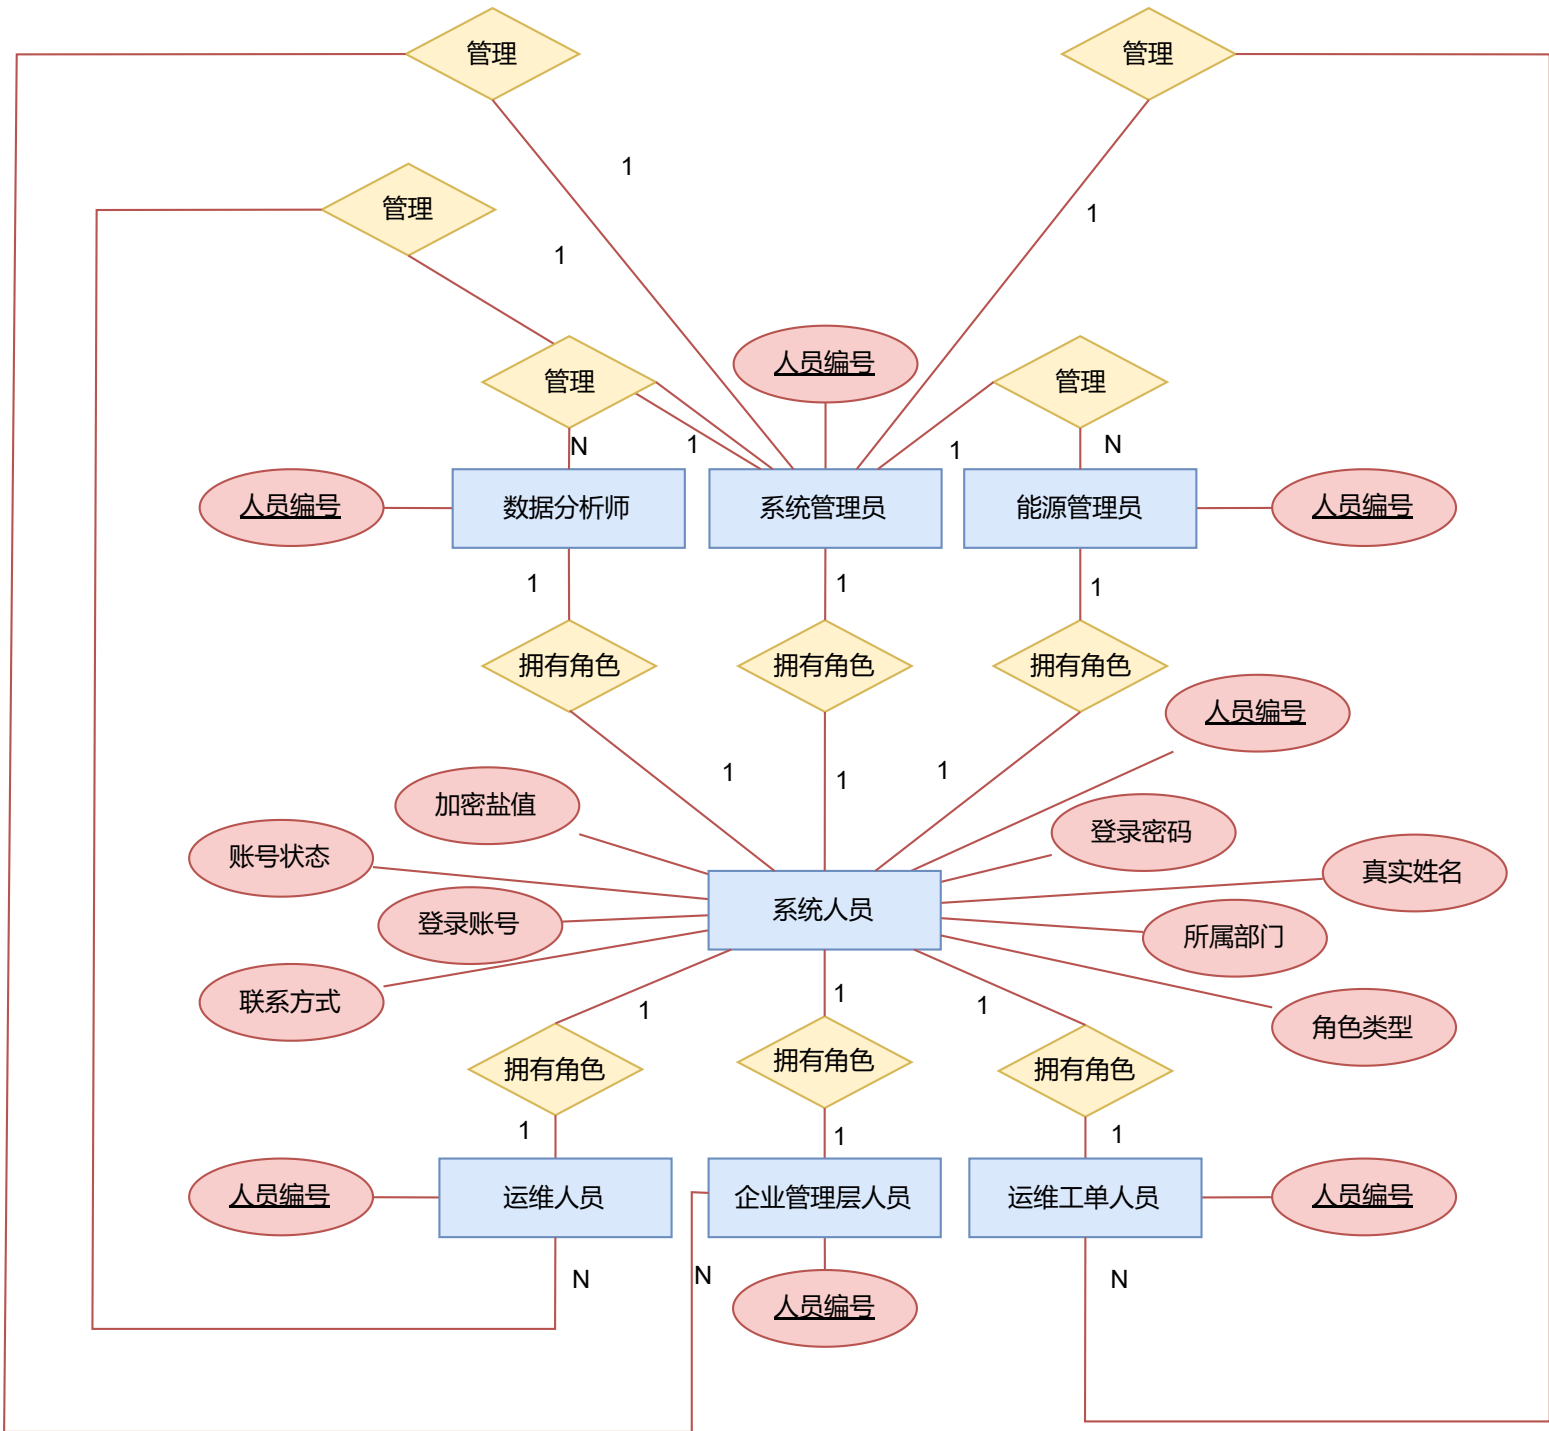 管理
管理
1
管理
1
1
人员编号
管理
管理
N
1
1
N
人员编号
数据分析师
系统管理员
能源管理员
人员编号
1
1
1
拥有角色
拥有角色
拥有角色
人员编号
1
1
1
加密盐值
登录密码
账号状态
真实姓名
系统人员
登录账号
所属部门
联系方式
1
1
1
角色类型
拥有角色
拥有角色
拥有角色
1
1
1
人员编号
运维人员
企业管理层人员
运维工单人员
人员编号
N
N
N
人员编号